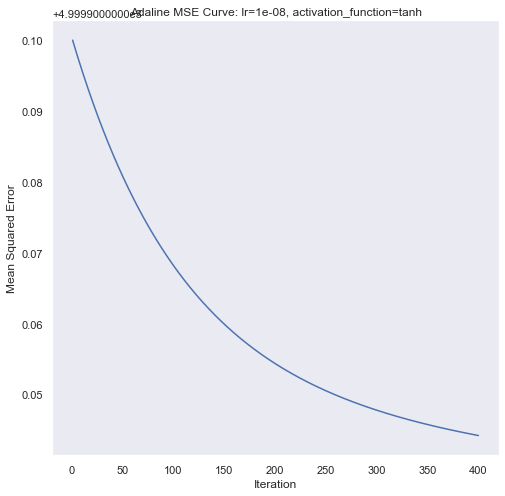 +4.9999000000e5
Adaline MSE Curve: lr=1e-08, activation_function=tanh
0.10
0.09
0.08
0.07
0.06
0.05
Mean Squared Error
0 50 100 150 200 250 300 350 400
Iteration